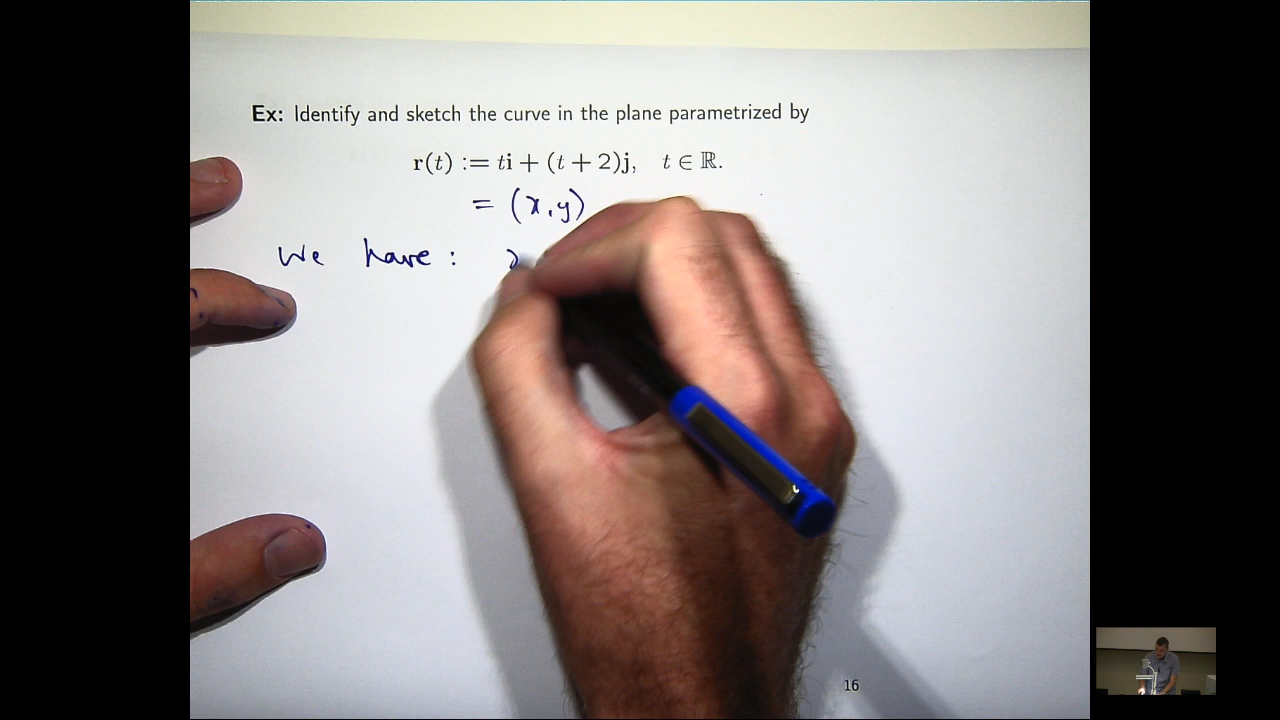 Ex: Identify and sketch the curve in the plane parametrized by
r(t) := ti + (t + 2)j, t ∈ ℝ.
= (x,y)
We have:
16